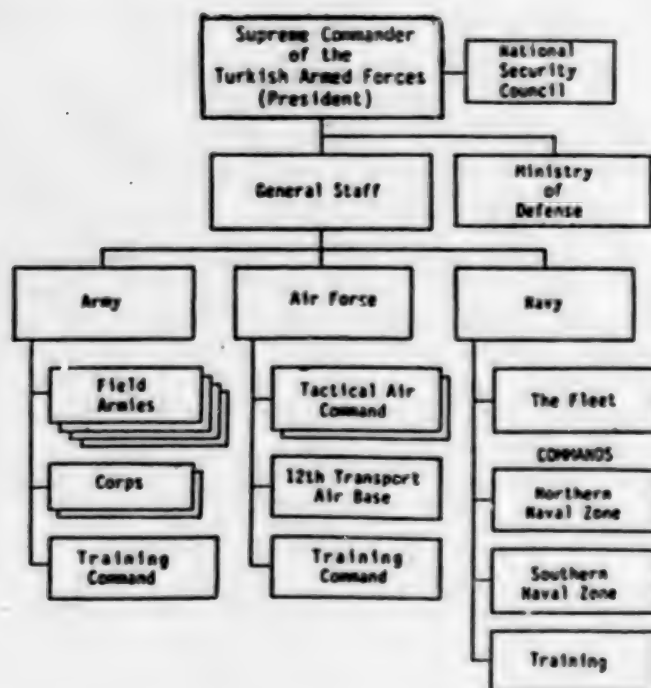 Supreme Commander
of the
Turkish Armed Forces
(President)
National
Security
Council
General Staff
Ministry
of
Defense
Army
Air Force
Navy
Field
Armies
Tactical Air
Command
The Fleet
COMMANDS
Corps
12th Transport
Air Base
Northern
Naval Zone
Training
Command
Training
Command
Southern
Naval Zone
Training